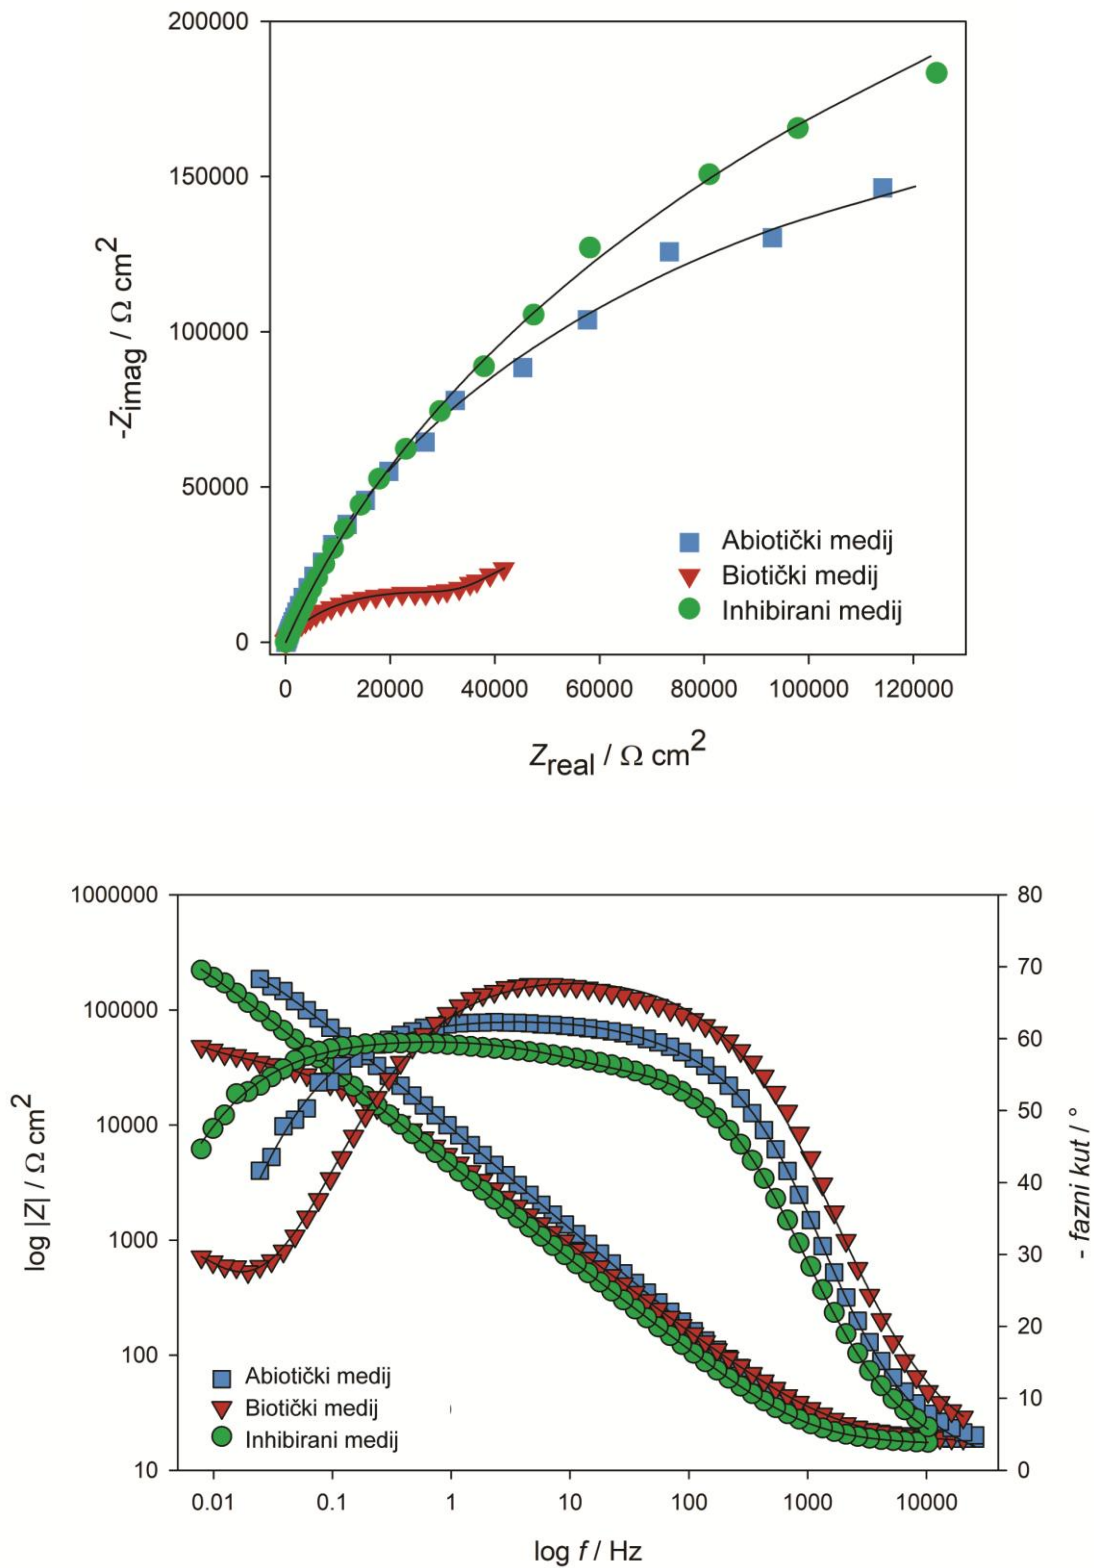 200000
150000
100000
50000
0
-Zimag / Ω cm2
Abiotički medij
Biotički medij
Inhibirani medij
0 20000 40000 60000 80000 100000 120000
Zreal / Ω cm2
1000000
100000
10000
1000
100
10
log |Z| / Ω cm2
80
70
60
50
40
30
20
10
0
- fazni kut / °
Abiotički medij
Biotički medij
Inhibirani medij
0.01 0.1 1 10 100 1000 10000
log f / Hz